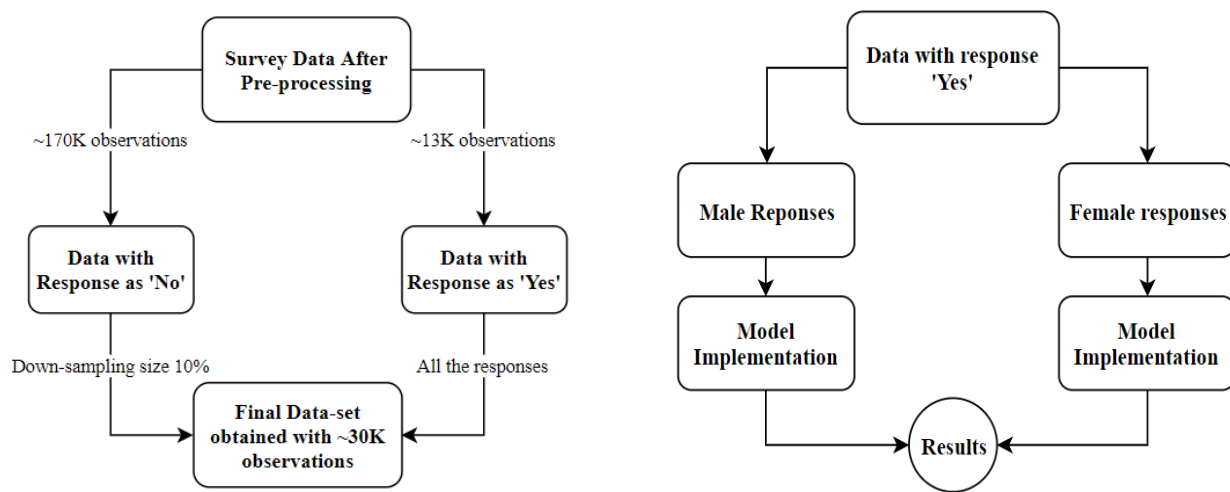 Survey Data After
Pre-processing
~170K observations
~13K observations
Data with
Response as 'No'
Data with
Response as 'Yes'
Down-sampling size 10%
All the responses
Final Data-set
obtained with ~30K
observations
Data with response
'Yes'
Male Reponses
Female responses
Model
Implementation
Model
Implementation
Results